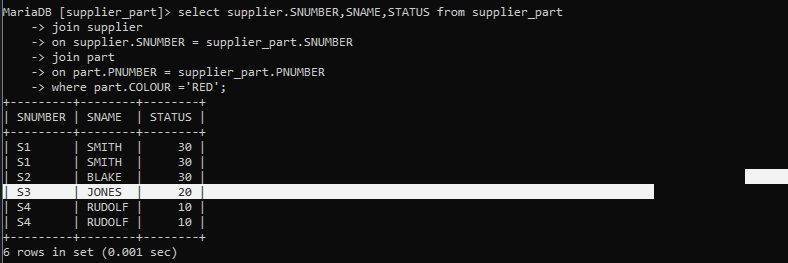 MariaDB [supplier_part]> select supplier.SNUMBER,SNAME,STATUS from supplier_part
    -> join supplier
    -> on supplier.SNUMBER = supplier_part.SNUMBER
    -> join part
    -> on part.PNUMBER = supplier_part.PNUMBER
    -> where part.COLOUR ='RED';
+---------+--------+--------+
| SNUMBER | SNAME  | STATUS |
+---------+--------+--------+
| S1      | SMITH  |     30 |
| S1      | SMITH  |     30 |
| S2      | BLAKE  |     30 |
| S3      | JONES  |     20 |
| S4      | RUDOLF |     10 |
| S4      | RUDOLF |     10 |
+---------+--------+--------+
6 rows in set (0.001 sec)